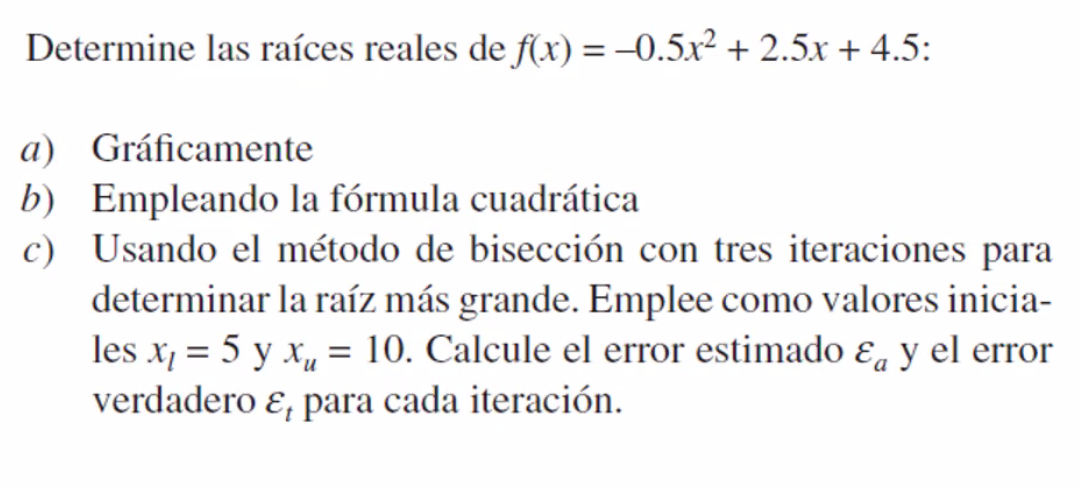 Determine las raíces reales de f(x) = –0.5x² + 2.5x + 4.5:
a) Gráficamente
b) Empleando la fórmula cuadrática
c) Usando el método de bisección con tres iteraciones para
determinar la raíz más grande. Emplee como valores inicia-
les xₗ = 5 y xᵤ = 10. Calcule el error estimado εₐ y el error
verdadero εₜ para cada iteración.